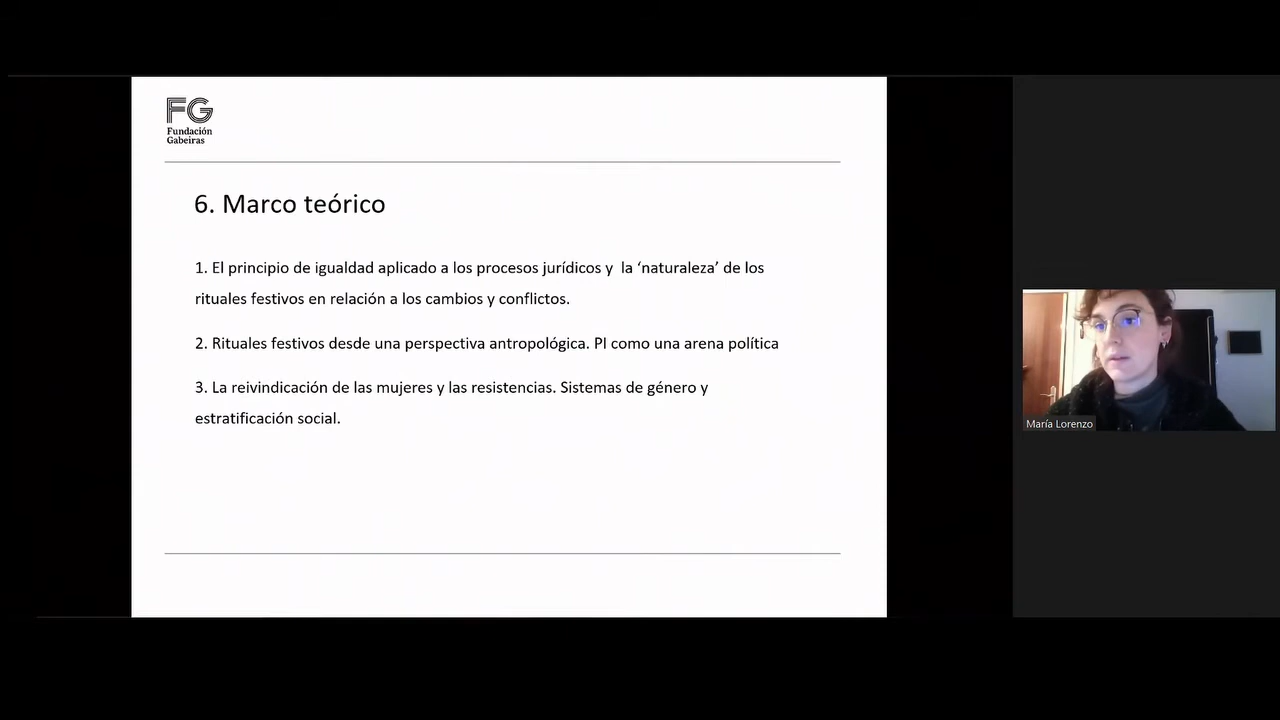 FG
Fundación
Gabeiras
6. Marco teórico
1. El principio de igualdad aplicado a los procesos jurídicos y  la ‘naturaleza’ de los
rituales festivos en relación a los cambios y conflictos.
2. Rituales festivos desde una perspectiva antropológica. PI como una arena política
3. La reivindicación de las mujeres y las resistencias. Sistemas de género y
estratificación social.
María Lorenzo